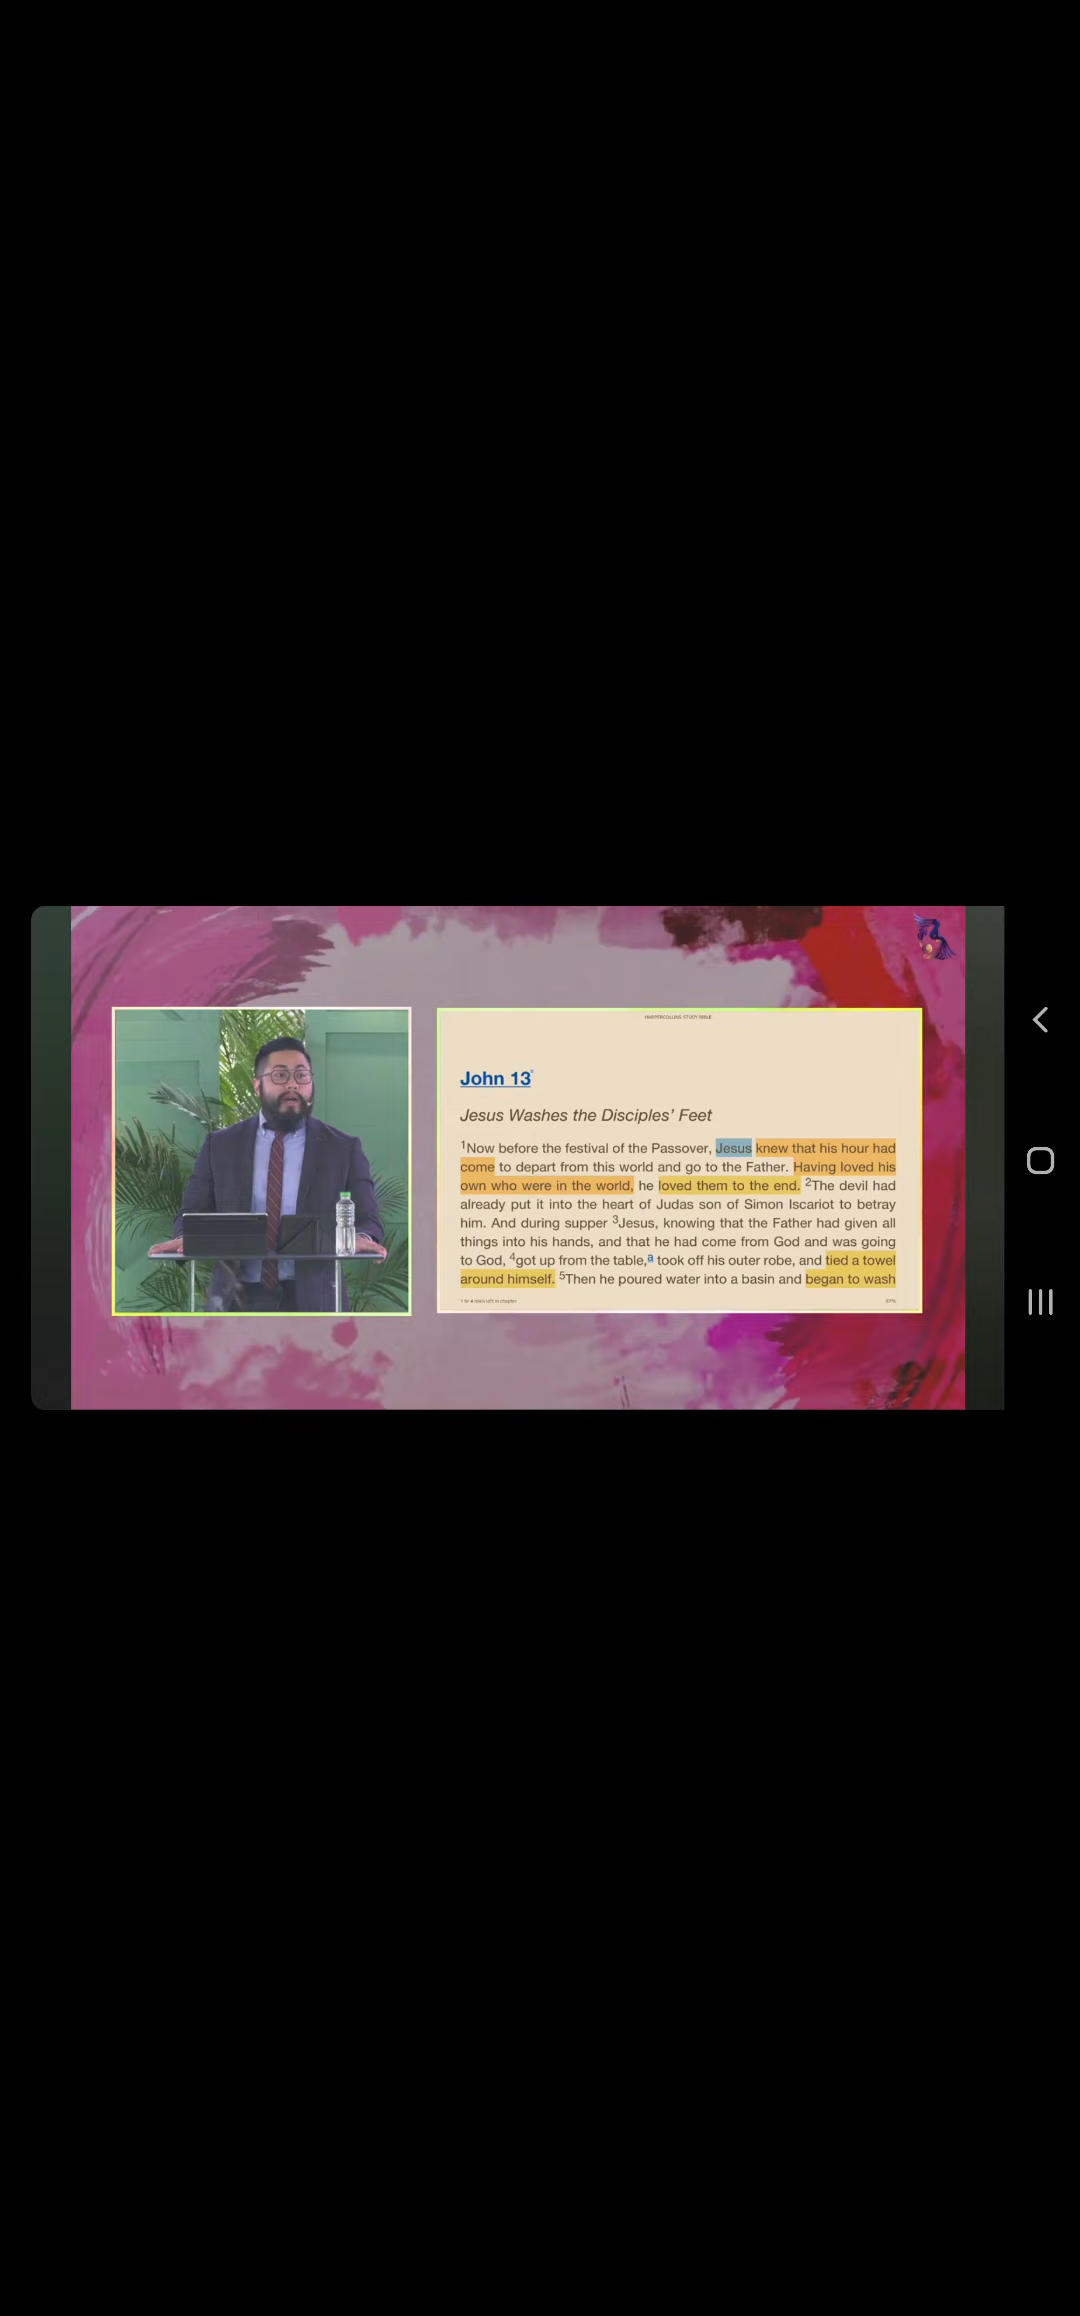 HARPERCOLLINS STUDY BIBLE
John 13
Jesus Washes the Disciples’ Feet
1Now before the festival of the Passover, Jesus knew that his hour had
come to depart from this world and go to the Father. Having loved his
own who were in the world, he loved them to the end. 2The devil had
already put it into the heart of Judas son of Simon Iscariot to betray
him. And during supper 3Jesus, knowing that the Father had given all
things into his hands, and that he had come from God and was going
to God, 4got up from the table,a took off his outer robe, and tied a towel
around himself. 5Then he poured water into a basin and began to wash